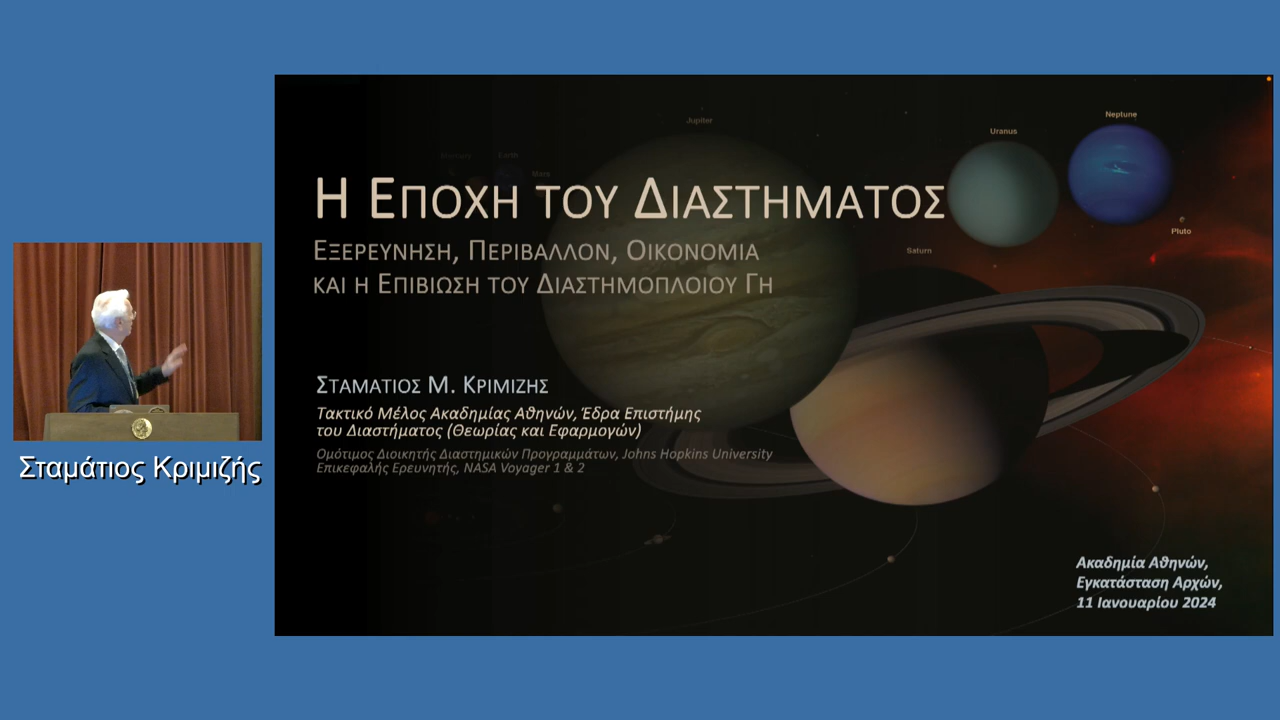 Jupiter
Neptune
Uranus
Mercury
Earth
Mars
Η ΕΠΟΧΗ ΤΟΥ ΔΙΑΣΤΗΜΑΤΟΣ
Pluto
Saturn
ΕΞΕΡΕΥΝΗΣΗ, ΠΕΡΙΒΑΛΛΟΝ, ΟΙΚΟΝΟΜΙΑ
ΚΑΙ Η ΕΠΙΒΙΩΣΗ ΤΟΥ ΔΙΑΣΤΗΜΟΠΛΟΙΟΥ ΓΗ
ΣΤΑΜΑΤΙΟΣ Μ. ΚΡΙΜΙΖΗΣ
Τακτικό Μέλος Ακαδημίας Αθηνών, Έδρα Επιστήμης
του Διαστήματος (Θεωρίας και Εφαρμογών)
Ομότιμος Διοικητής Διαστημικών Προγραμμάτων, Johns Hopkins University
Επικεφαλής Ερευνητής, NASA Voyager 1 & 2
Σταμάτιος Κριμιζής
Ακαδημία Αθηνών,
Εγκατάσταση Αρχών,
11 Ιανουαρίου 2024